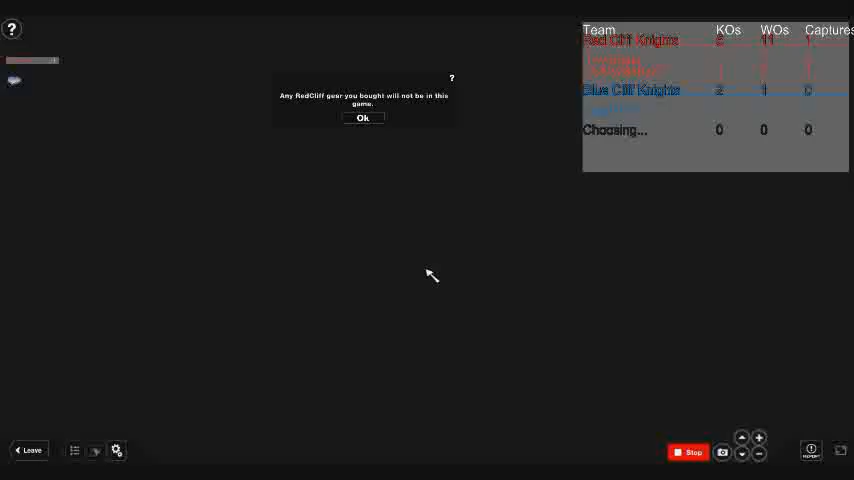 ?
?
Any RedCliff gear you bought will not be in this
game.
Ok
Team KOs WOs Captures
Red Cliff Knights 11 1
Blue Cliff Knights 2 1 0
Choosing... 0 0 0
Leave
Stop
REPORT